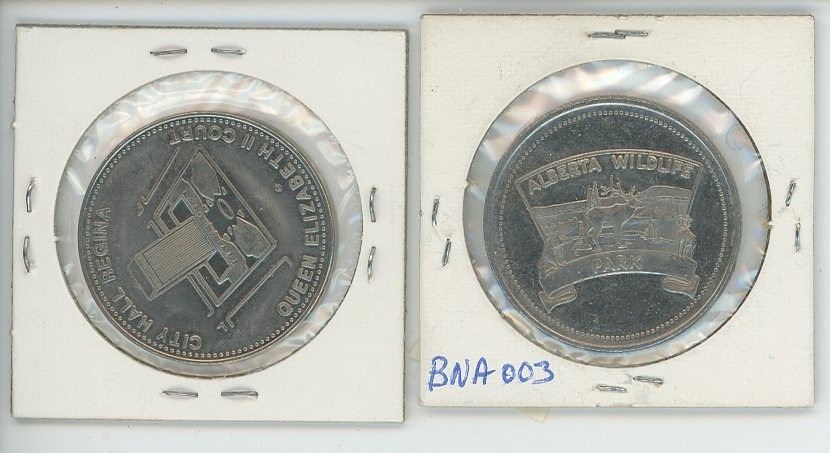 CITY HALL REGINA
QUEEN ELIZABETH II COURT
ALBERTA WILDLIFE
PARK
BNA 003